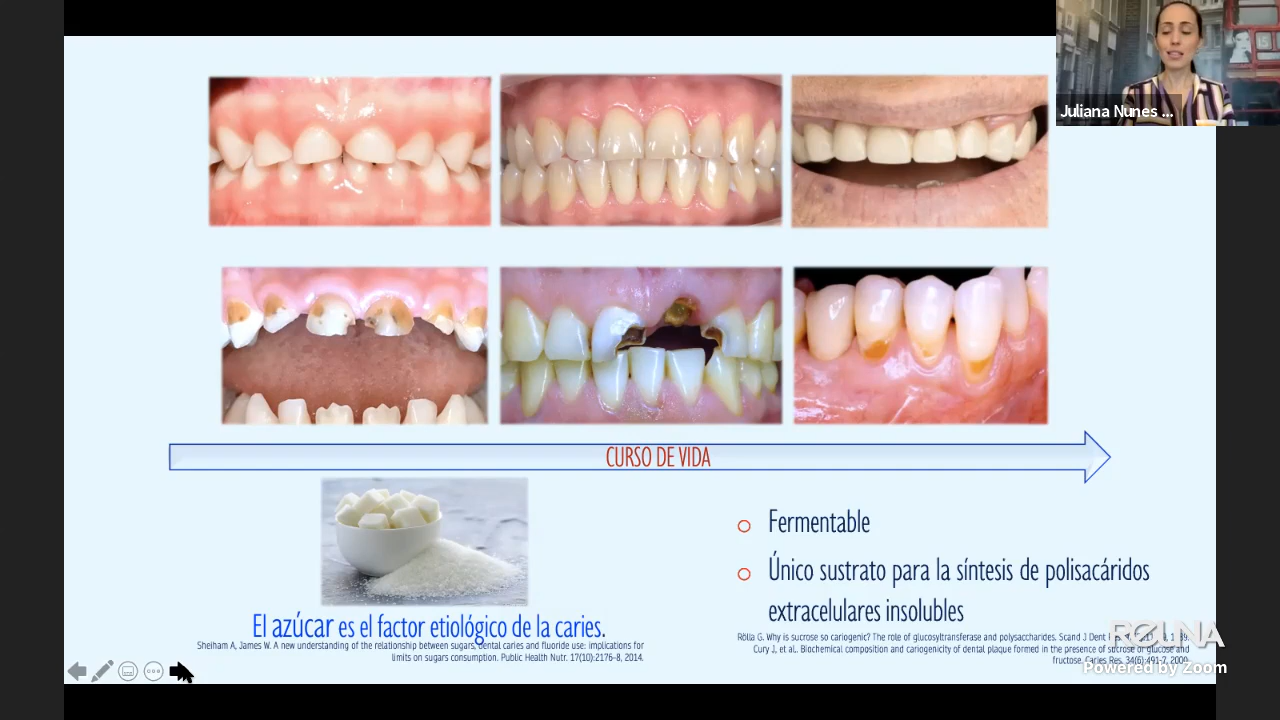 Juliana Nunes ...
CURSO DE VIDA
Fermentable
Único sustrato para la síntesis de polisacáridos
extracelulares insolubles
El azúcar es el factor etiológico de la caries.
Sheiham A, James W. A new understanding of the relationship between sugars, dental caries and fluoride use: implications for
limits on sugars consumption. Public Health Nutr. 17(10):2176-8, 2014.
Rölla G. Why is sucrose so cariogenic? The role of glucosyltransferase and polysaccharides. Scand J Dent
Cury J, et al. Biochemical composition and cariogenicity of dental plaque formed in the presence of sucrose or glucose and
fructose. Caries Res. 34(6):491-7, 2000.
Powered by Zoom